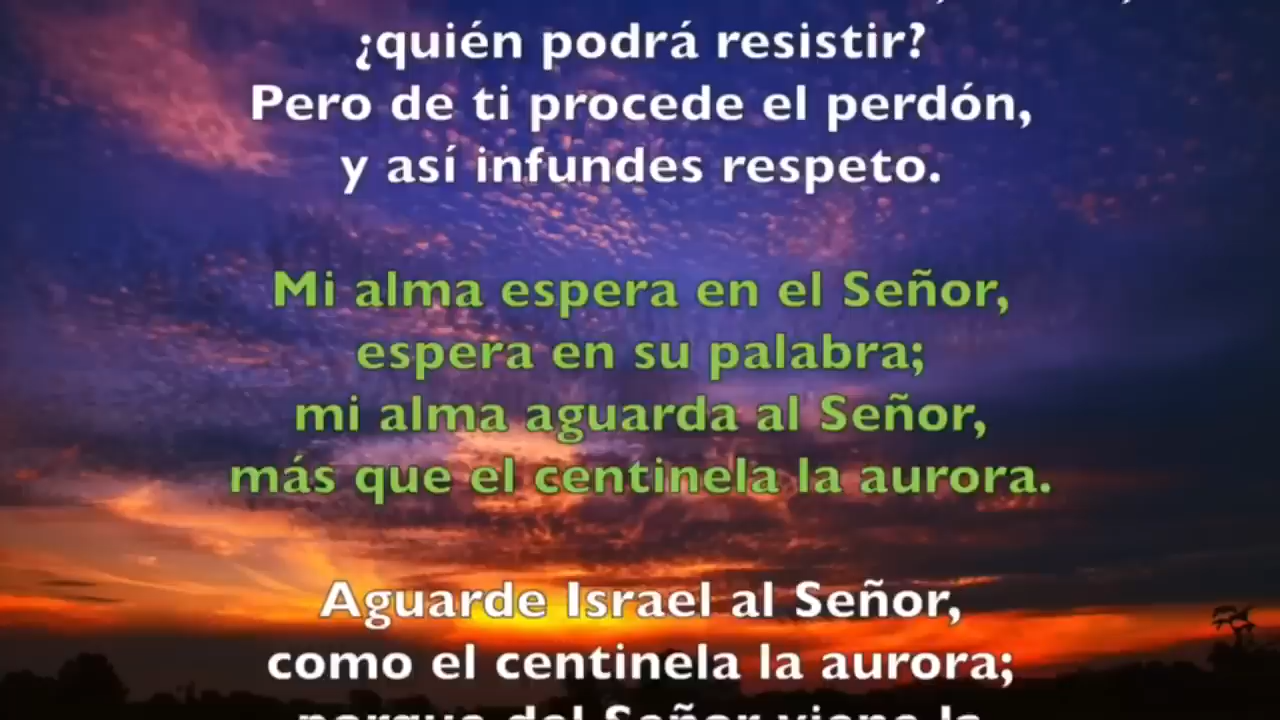 ¿quién podrá resistir?
Pero de ti procede el perdón,
y así infundes respeto.
Mi alma espera en el Señor,
espera en su palabra;
mi alma aguarda al Señor,
más que el centinela la aurora.
Aguarde Israel al Señor,
como el centinela la aurora;
porque del Señor viene la